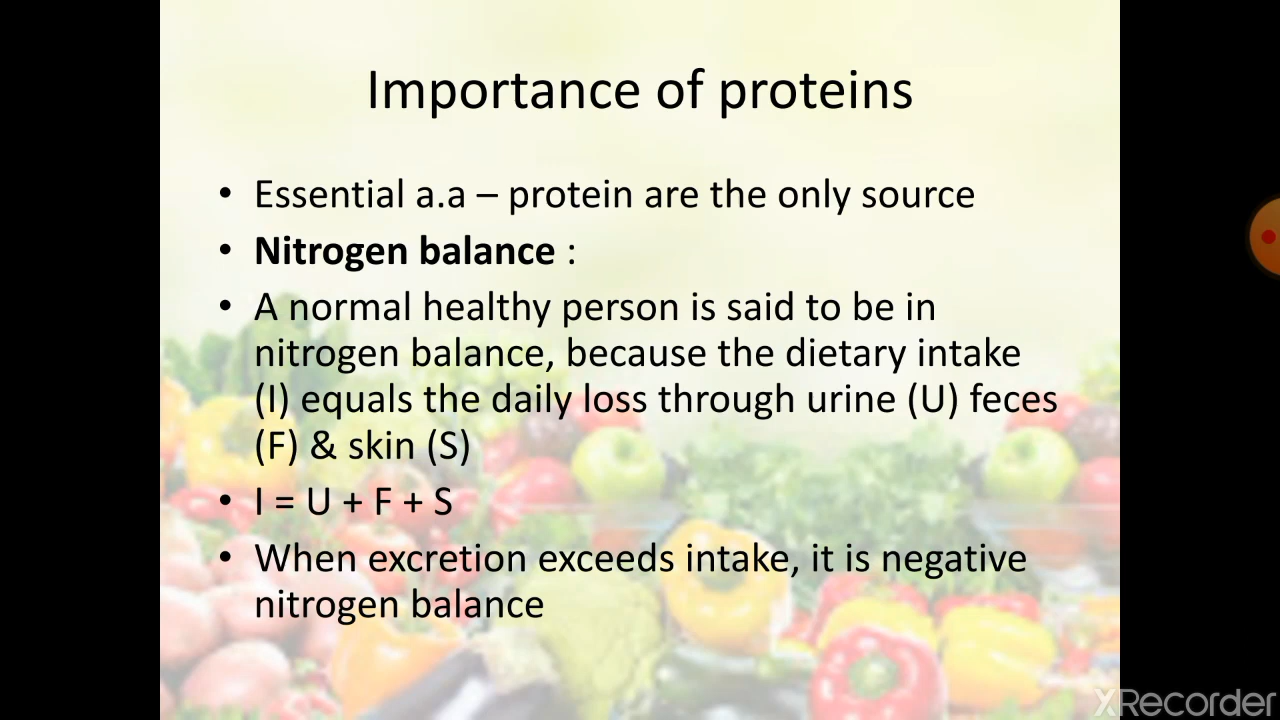 Importance of proteins
• Essential a.a – protein are the only source
• Nitrogen balance :
• A normal healthy person is said to be in
nitrogen balance, because the dietary intake
(I) equals the daily loss through urine (U) feces
(F) & skin (S)
• I = U + F + S
• When excretion exceeds intake, it is negative
nitrogen balance
XRecorder